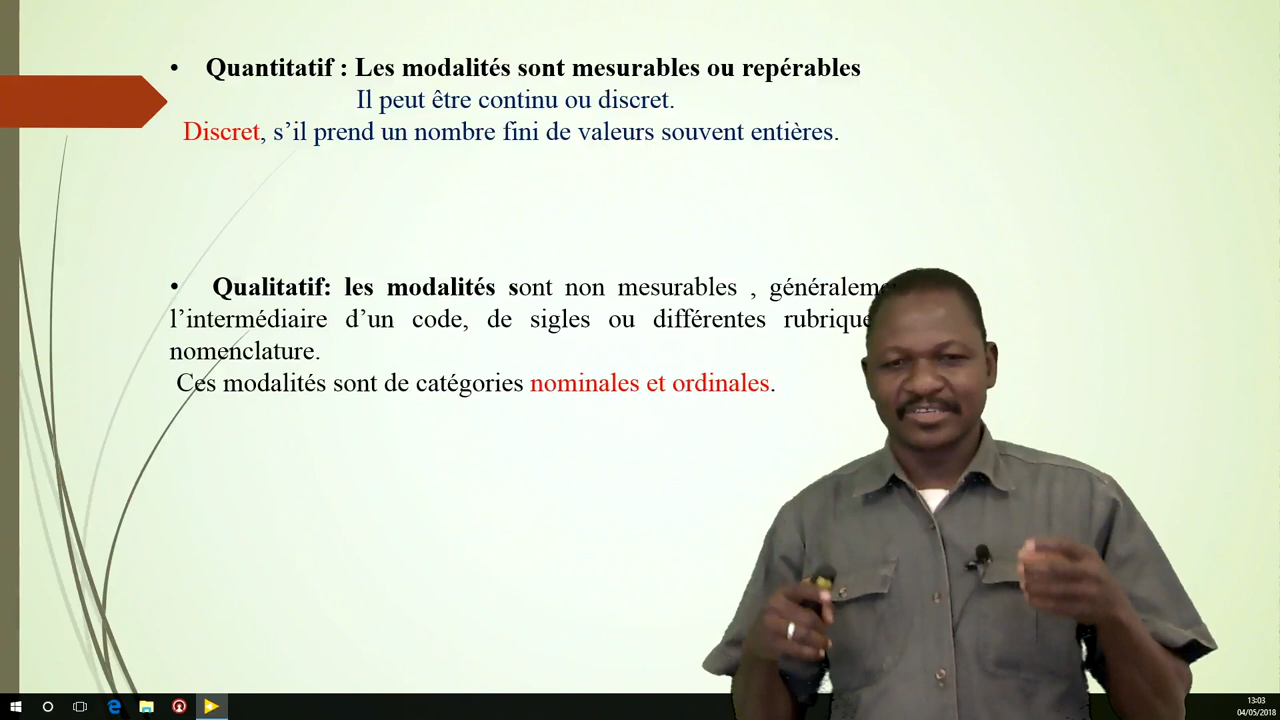 • Quantitatif : Les modalités sont mesurables ou repérables
Il peut être continu ou discret.
Discret, s’il prend un nombre fini de valeurs souvent entières.
• Qualitatif: les modalités sont non mesurables ,
l’intermédiaire d’un code, de sigles ou différentes
nomenclature.
Ces modalités sont de catégories nominales et ordinales.
13:03
04/05/2018